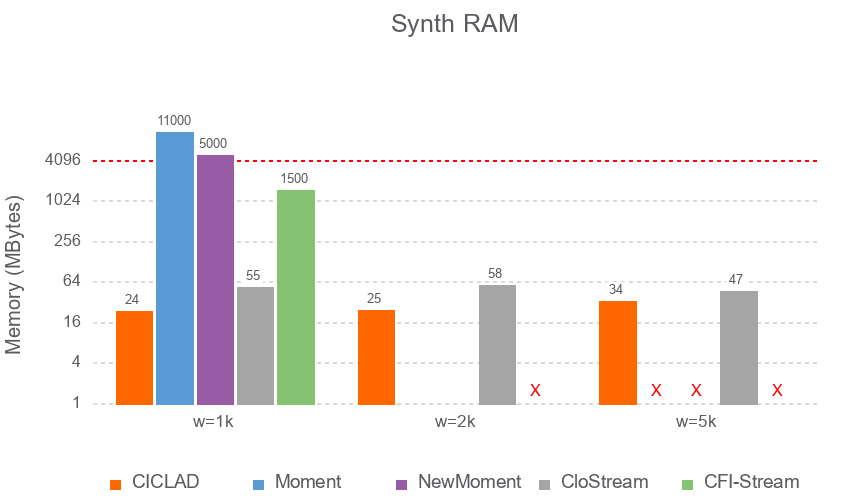 Synth RAM
11000
5000
4096
1500
1024
256
Memory (MBytes)
64
55
58
47
34
24
25
16
4
X
X
X
X
1
w=1k
w=2k
w=5k
CICLAD
Moment
NewMoment
CloStream
CFI-Stream